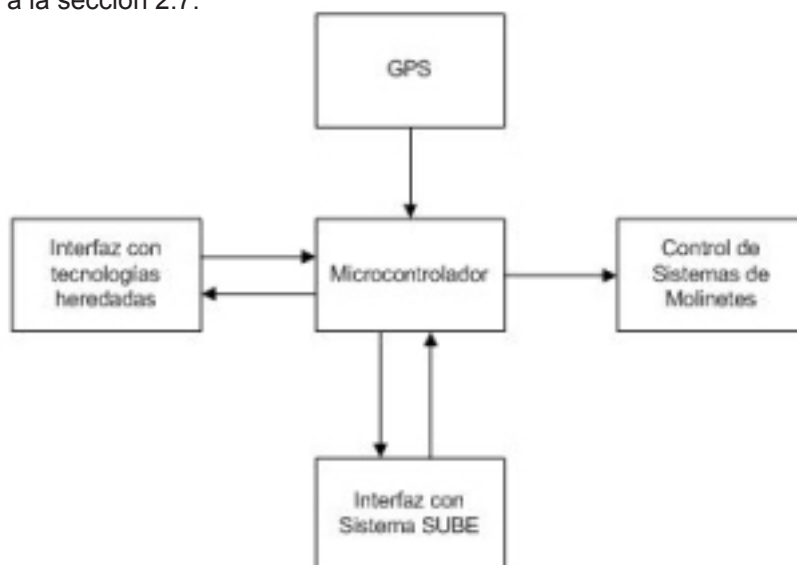 a la sección 2.7.
GPS
Interfaz con
tecnologías
heredadas
Microcontrolador
Control de
Sistemas de
Molinetes
Interfaz con
Sistema SUBE